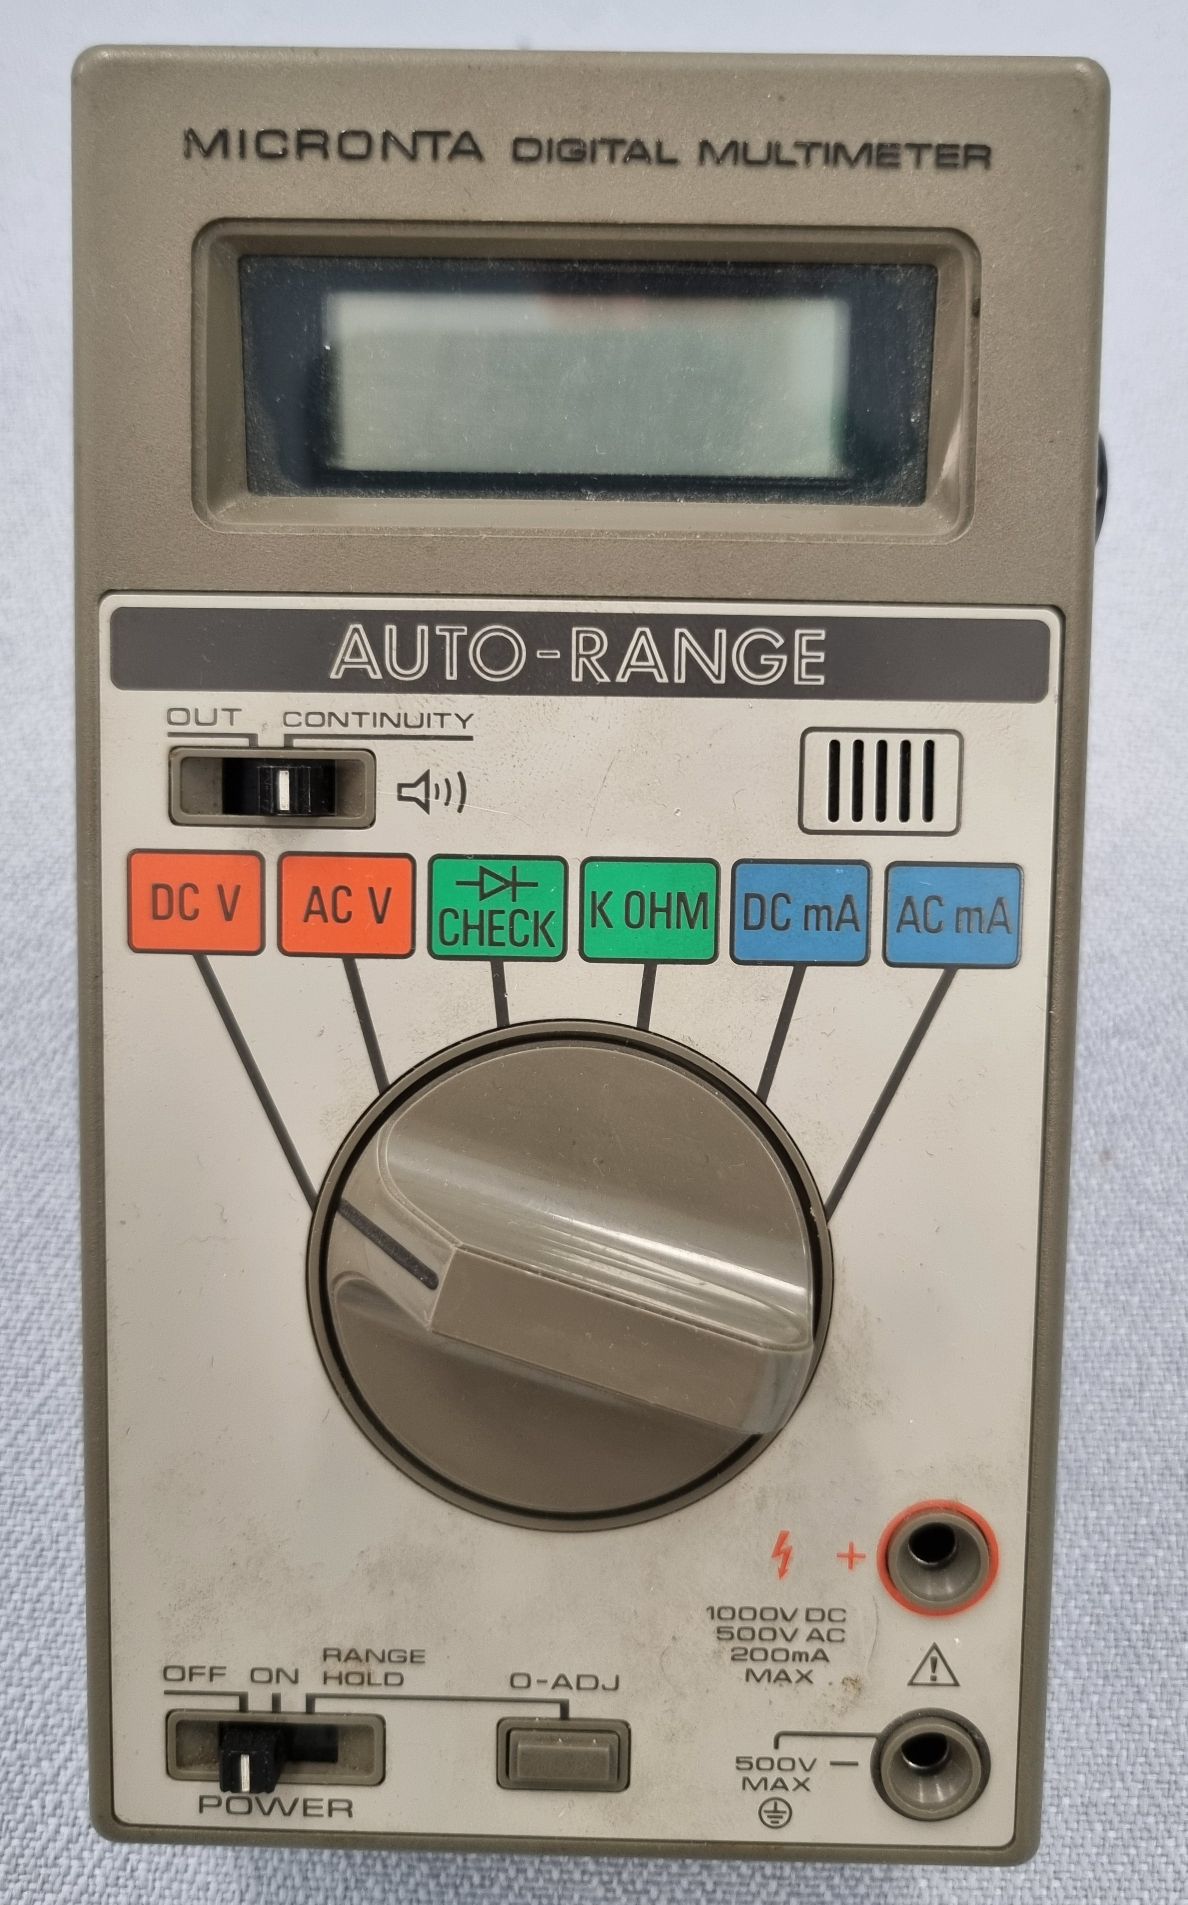 MICRONTA DIGITAL MULTIMETER
AUTO-RANGE
OUT CONTINUITY
DC V
AC V
CHECK
K OHM
DC mA
AC mA
+
1000V DC
500V AC
200mA
MAX
OFF ON RANGE HOLD
POWER
0-ADJ
500V —
MAX